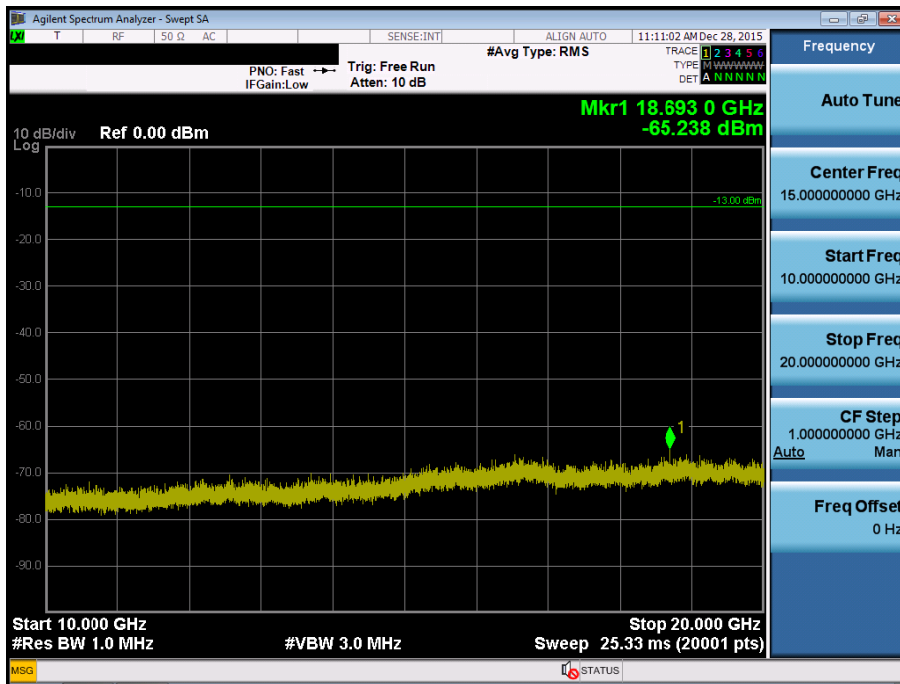 Agilent Spectrum Analyzer - Swept SA
LXI T RF 50 Ω AC SENSE:INT ALIGN AUTO 11:11:02 AM Dec 28, 2015
PNO: Fast
IFGain:Low
Trig: Free Run
Atten: 10 dB
#Avg Type: RMS
TRACE 1 2 3 4 5 6
TYPE M WWWWW
DET A N N N N N
Mkr1 18.693 0 GHz
-65.238 dBm
10 dB/div Ref 0.00 dBm
Log
-10.0
-13.00 dBm
-20.0
-30.0
-40.0
-50.0
-60.0
1
-70.0
-80.0
-90.0
Start 10.000 GHz Stop 20.000 GHz
#Res BW 1.0 MHz #VBW 3.0 MHz Sweep 25.33 ms (20001 pts)
MSG STATUS
Frequency
Auto Tune
Center Freq
15.000000000 GHz
Start Freq
10.000000000 GHz
Stop Freq
20.000000000 GHz
CF Step
1.000000000 GHz
Auto Man
Freq Offset
0 Hz